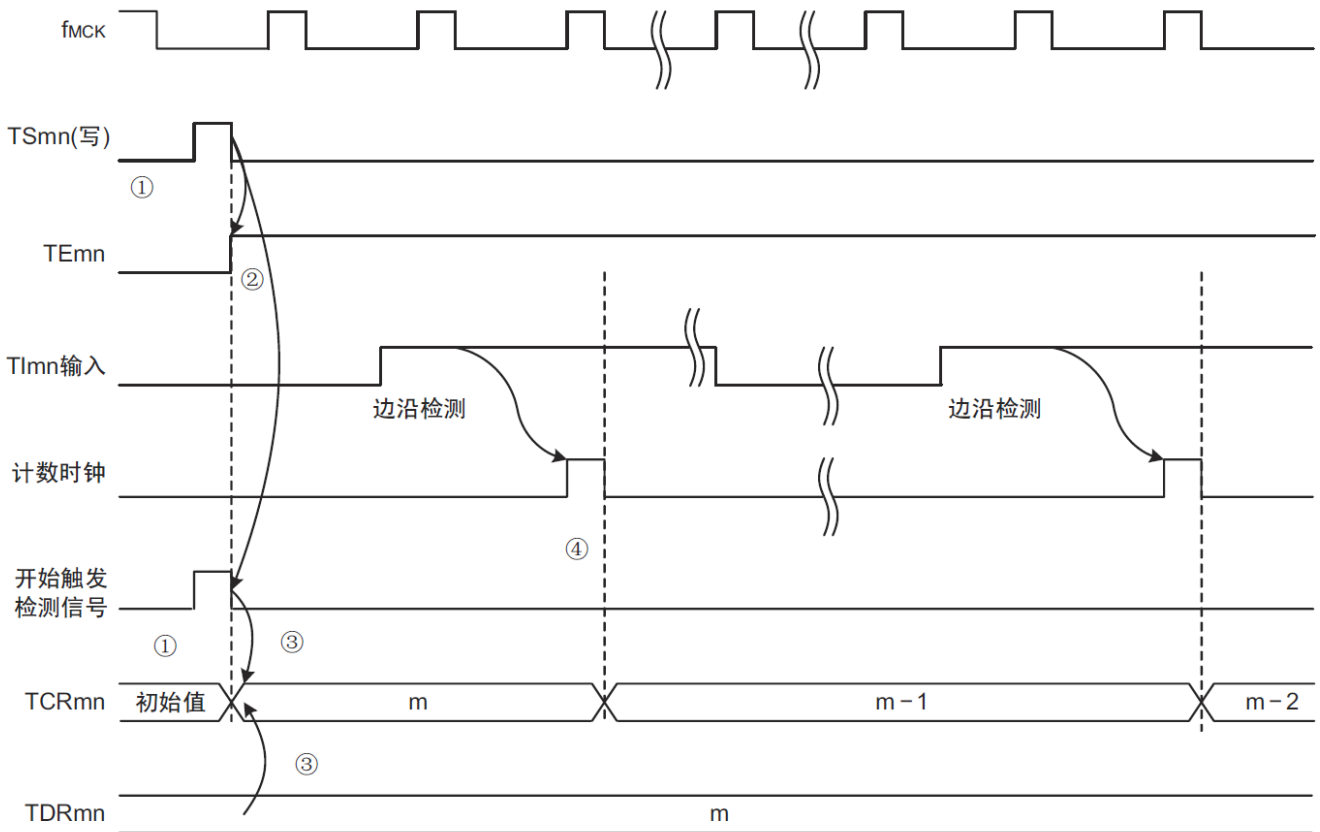 fMCK
TSmn(写)
①
TEmn
②
TImn输入
边沿检测
边沿检测
计数时钟
④
开始触发
检测信号
①
③
TCRmn
初始值
m
m-1
m-2
③
TDRmn
m